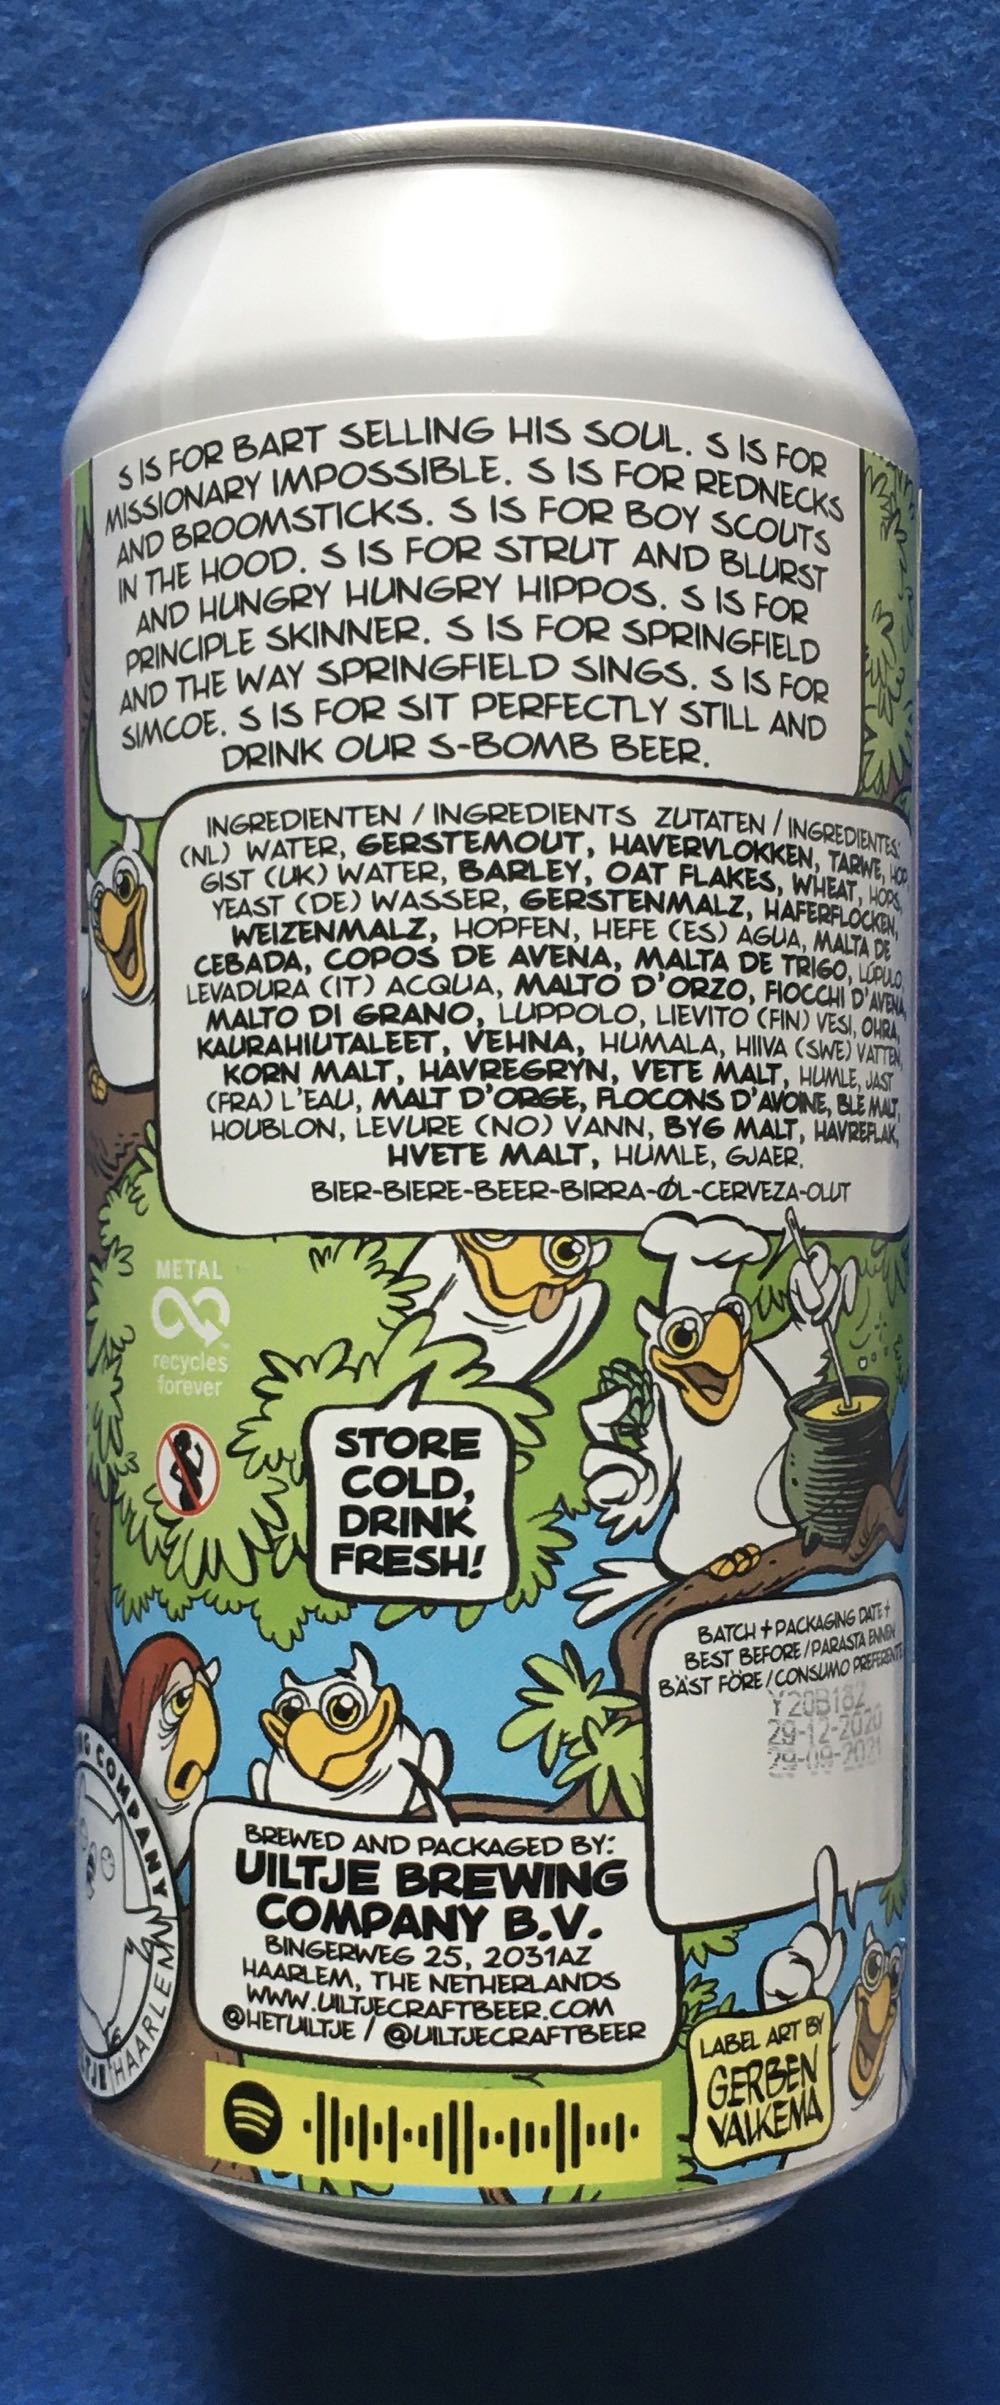 S IS FOR BART SELLING HIS SOUL. S IS FOR
MISSIONARY IMPOSSIBLE. S IS FOR REDNECKS
AND BROOMSTICKS. S IS FOR BOY SCOUTS
IN THE HOOD. S IS FOR STRUT AND BLURST
AND HUNGRY HUNGRY HIPPOS. S IS FOR
PRINCIPLE SKINNER. S IS FOR SPRINGFIELD
AND THE WAY SPRINGFIELD SINGS. S IS FOR
SIMCOE. S IS FOR SIT PERFECTLY STILL AND
DRINK OUR S-BOMB BEER.
INGREDIENTEN / INGREDIENTS ZUTATEN / INGREDIENTES:
(NL) WATER, GERSTEMOUT, HAVERVLOKKEN, TARWE, HOP
GIST (UK) WATER, BARLEY, OAT FLAKES, WHEAT, HOPS,
YEAST (DE) WASSER, GERSTENMALZ, HAFERFLOCKEN,
WEIZENMALZ, HOPFEN, HEFE (ES) AGUA, MALTA DE
CEBADA, COPOS DE AVENA, MALTA DE TRIGO, LÚPULO,
LEVADURA (IT) ACQUA, MALTO D'ORZO, FIOCCHI D'AVENA,
MALTO DI GRANO, LUPPOLO, LIEVITO (FIN) VESI, OHRA,
KAURAHIUTALEET, VEHNA, HUMALA, HIIVA (SWE) VATTEN,
KORN MALT, HAVREGRYN, VETE MALT, HUMLE, JAST
(FRA) L'EAU, MALT D'ORGE, FLOCONS D'AVOINE, BLE MALT,
HOUBLON, LEVURE (NO) VANN, BYG MALT, HAVREFLAK,
HVETE MALT, HUMLE, GJAER.
BIER-BIERE-BEER-BIRRA-ØL-CERVEZA-OLUT
METAL
recycles
forever
STORE
COLD,
DRINK
FRESH!
BATCH + PACKAGING DATE +
BEST BEFORE / PARASTA ENNEN
BÄST FÖRE / CONSUMO PREFERENTE
Y20B182
29-12-2020
29-09-2021
COMPANY
HAARLEM
BREWED AND PACKAGED BY:
UILTJE BREWING
COMPANY B.V.
BINGERWEG 25, 2031AZ
HAARLEM, THE NETHERLANDS
WWW.UILTJECRAFTBEER.COM
@HETUILTJE / @UILTJECRAFTBEER
LABEL ART BY
GERBEN
VALKEMA